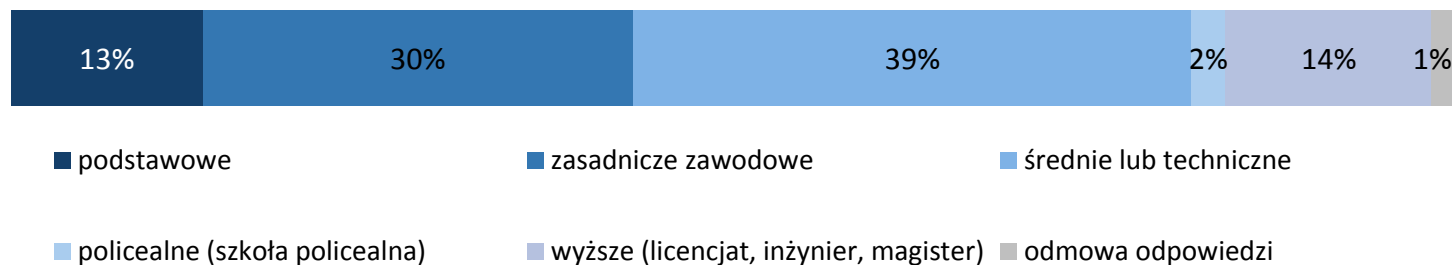 13% 30% 39% 2% 14% 1%
podstawowe zasadnicze zawodowe średnie lub techniczne
policealne (szkoła policealna) wyższe (licencjat, inżynier, magister) odmowa odpowiedzi